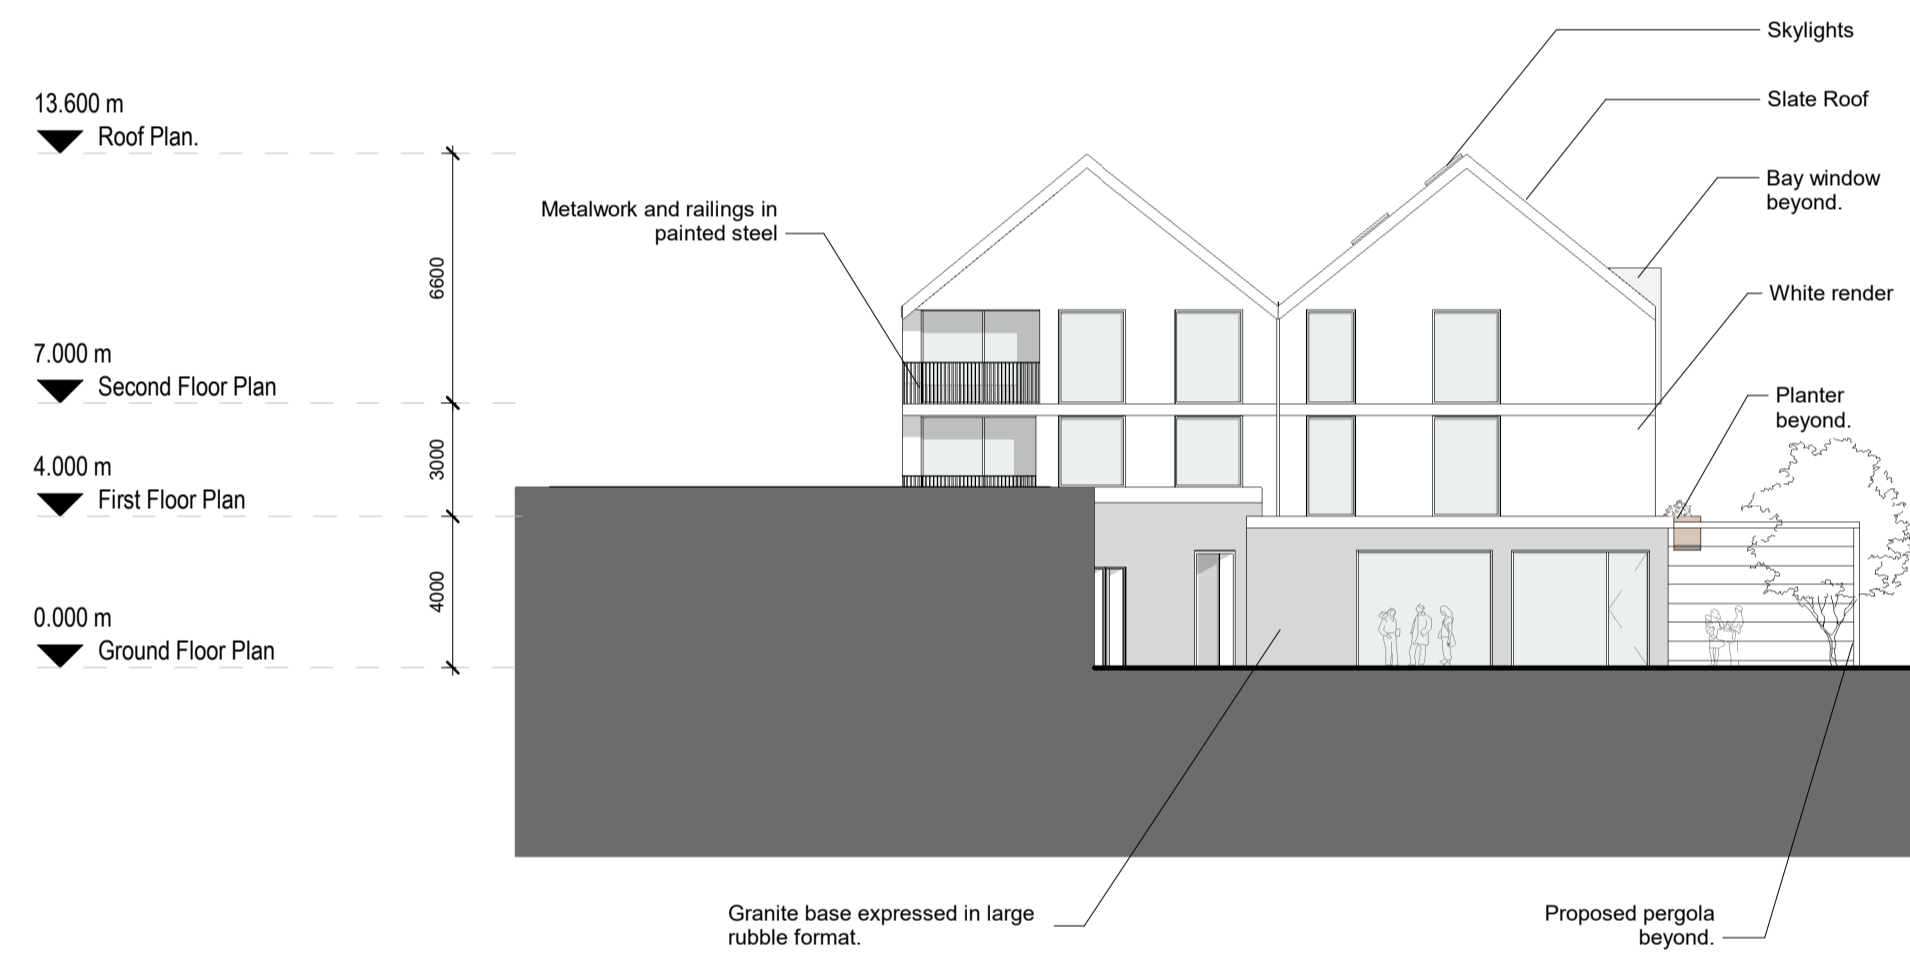 Skylights
13.600 m
Roof Plan.
Slate Roof
Bay window
beyond.
Metalwork and railings in
painted steel
6600
White render
7.000 m
Second Floor Plan
Planter
beyond.
3000
4.000 m
First Floor Plan
4000
0.000 m
Ground Floor Plan
Granite base expressed in large
rubble format.
Proposed pergola
beyond.